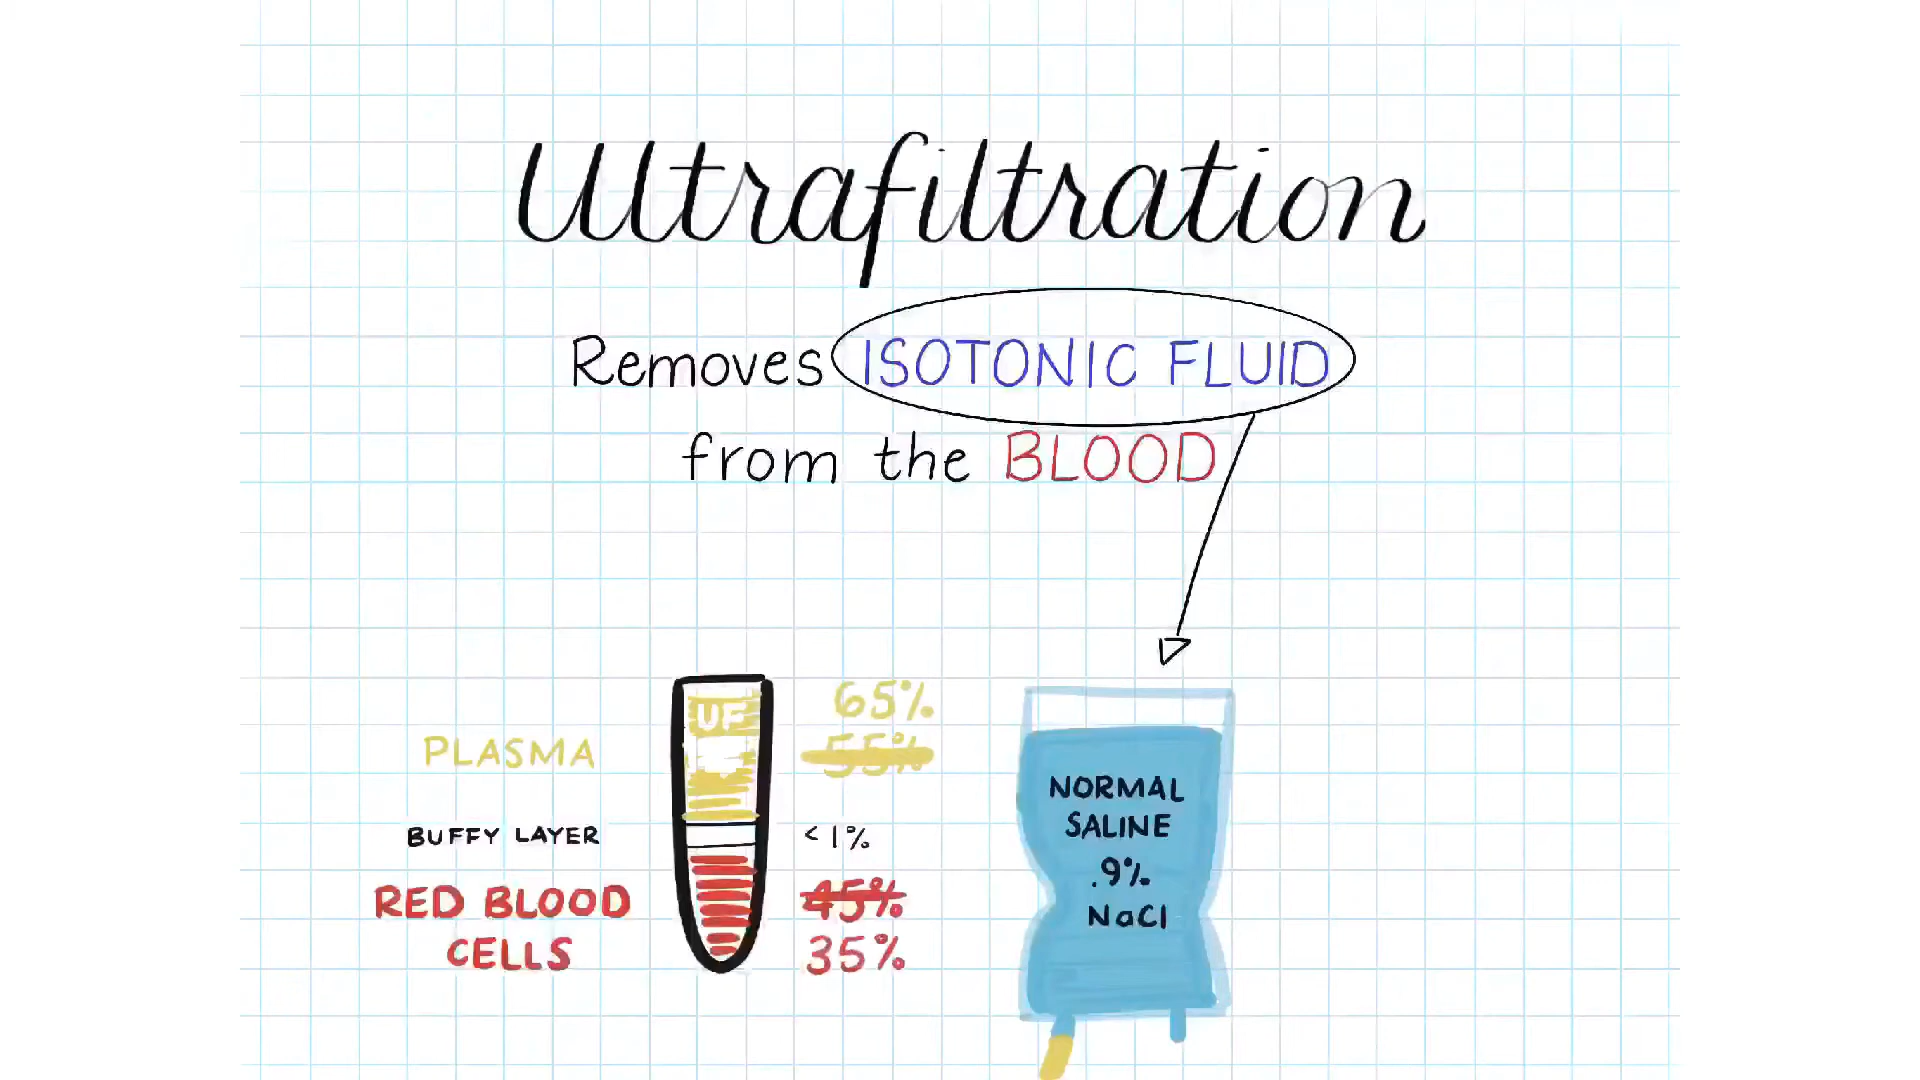 Ultrafiltration
Removes ISOTONIC FLUID
from the BLOOD
UF
65%
PLASMA
55%
BUFFY LAYER
<1%
RED BLOOD
CELLS
45%
35%
NORMAL
SALINE
.9%
NaCl